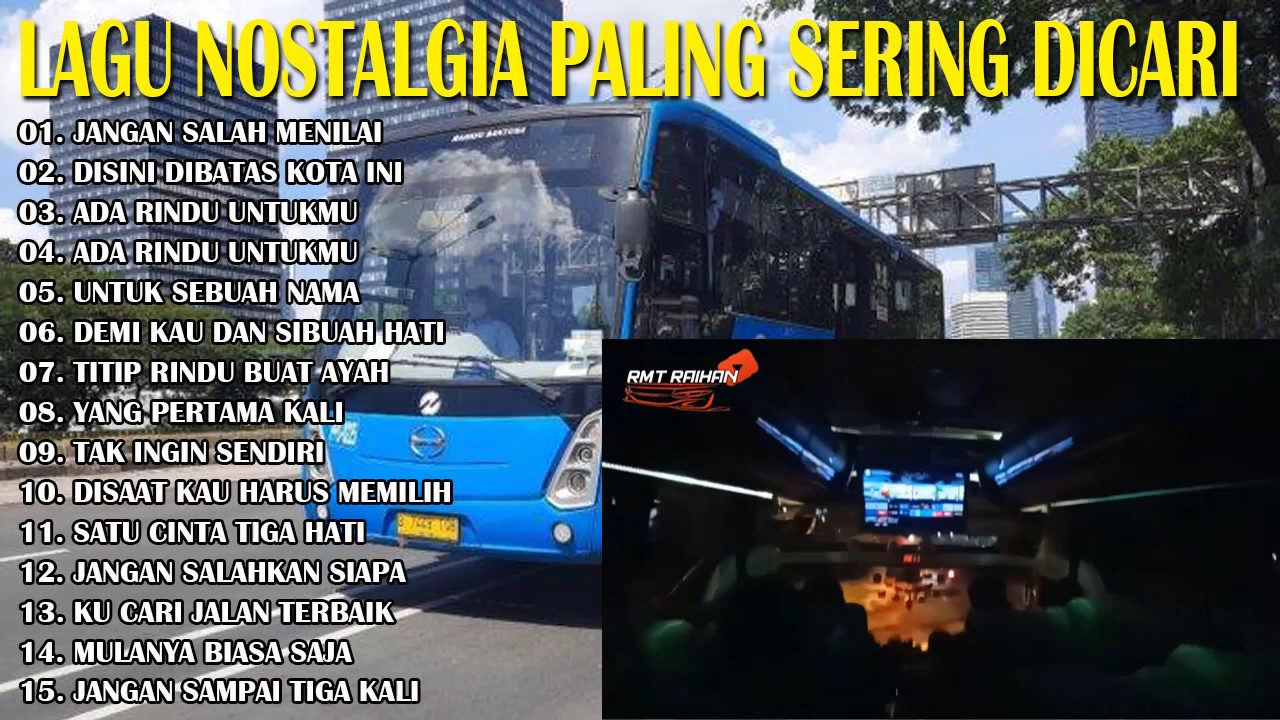 LAGU NOSTALGIA PALING SERING DICARI
01. JANGAN SALAH MENILAI
02. DISINI DIBATAS KOTA INI
03. ADA RINDU UNTUKMU
04. ADA RINDU UNTUKMU
05. UNTUK SEBUAH NAMA
06. DEMI KAU DAN SIBUAH HATI
07. TITIP RINDU BUAT AYAH
08. YANG PERTAMA KALI
09. TAK INGIN SENDIRI
10. DISAAT KAU HARUS MEMILIH
11. SATU CINTA TIGA HATI
12. JANGAN SALAHKAN SIAPA
13. KU CARI JALAN TERBAIK
14. MULANYA BIASA SAJA
15. JANGAN SAMPAI TIGA KALI
RMT RAIHAN